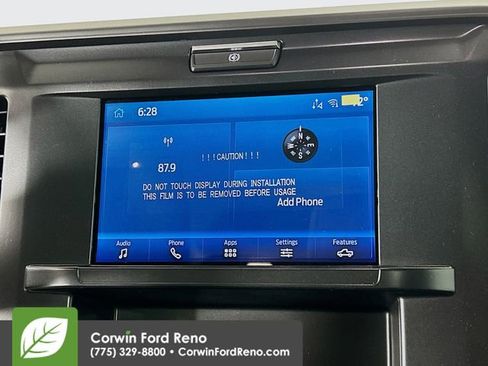 6:28
2°
N
E
S
87.9
!!!CAUTION!!!
DO NOT TOUCH DISPLAY DURING INSTALLATION
THIS FILM IS TO BE REMOVED BEFORE USAGE
Add Phone
Audio Phone Apps Settings Features
Corwin Ford Reno
(775) 329-8800 • CorwinFordReno.com